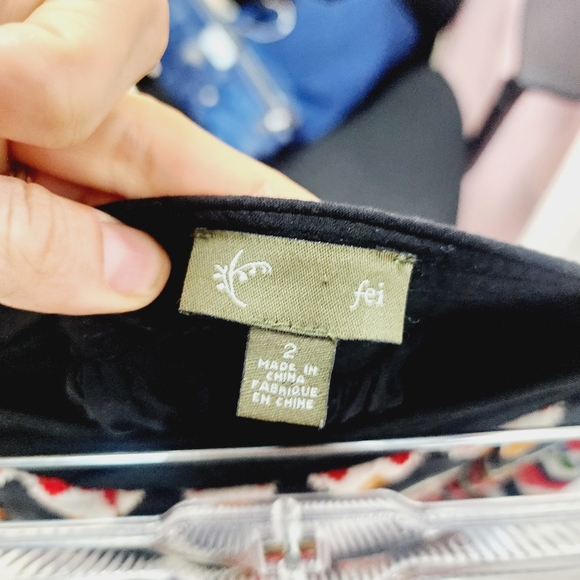 fei
2
MADE IN
CHINA
FABRIQUE
EN CHINE